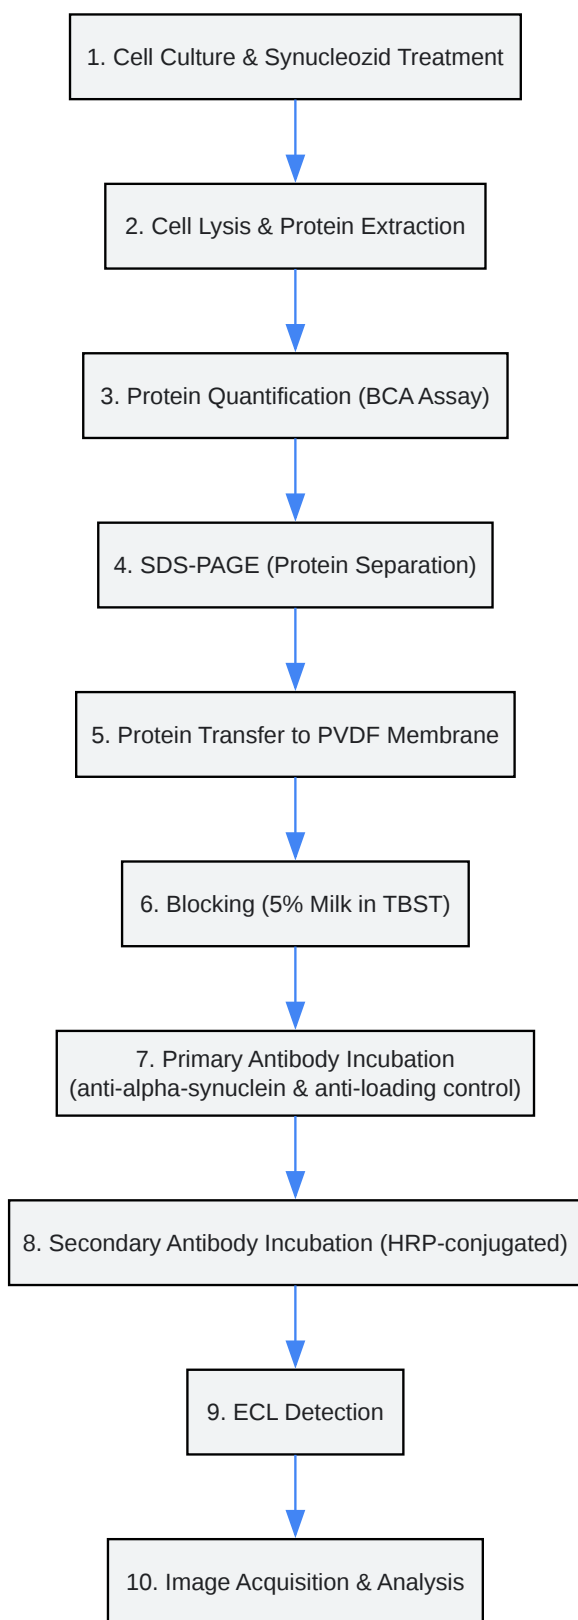 1. Cell Culture & Synucleozid Treatment
2. Cell Lysis & Protein Extraction
3. Protein Quantification (BCA Assay)
4. SDS-PAGE (Protein Separation)
5. Protein Transfer to PVDF Membrane
6. Blocking (5% Milk in TBST)
7. Primary Antibody Incubation
(anti-alpha-synuclein & anti-loading control)
8. Secondary Antibody Incubation (HRP-conjugated)
9. ECL Detection
10. Image Acquisition & Analysis